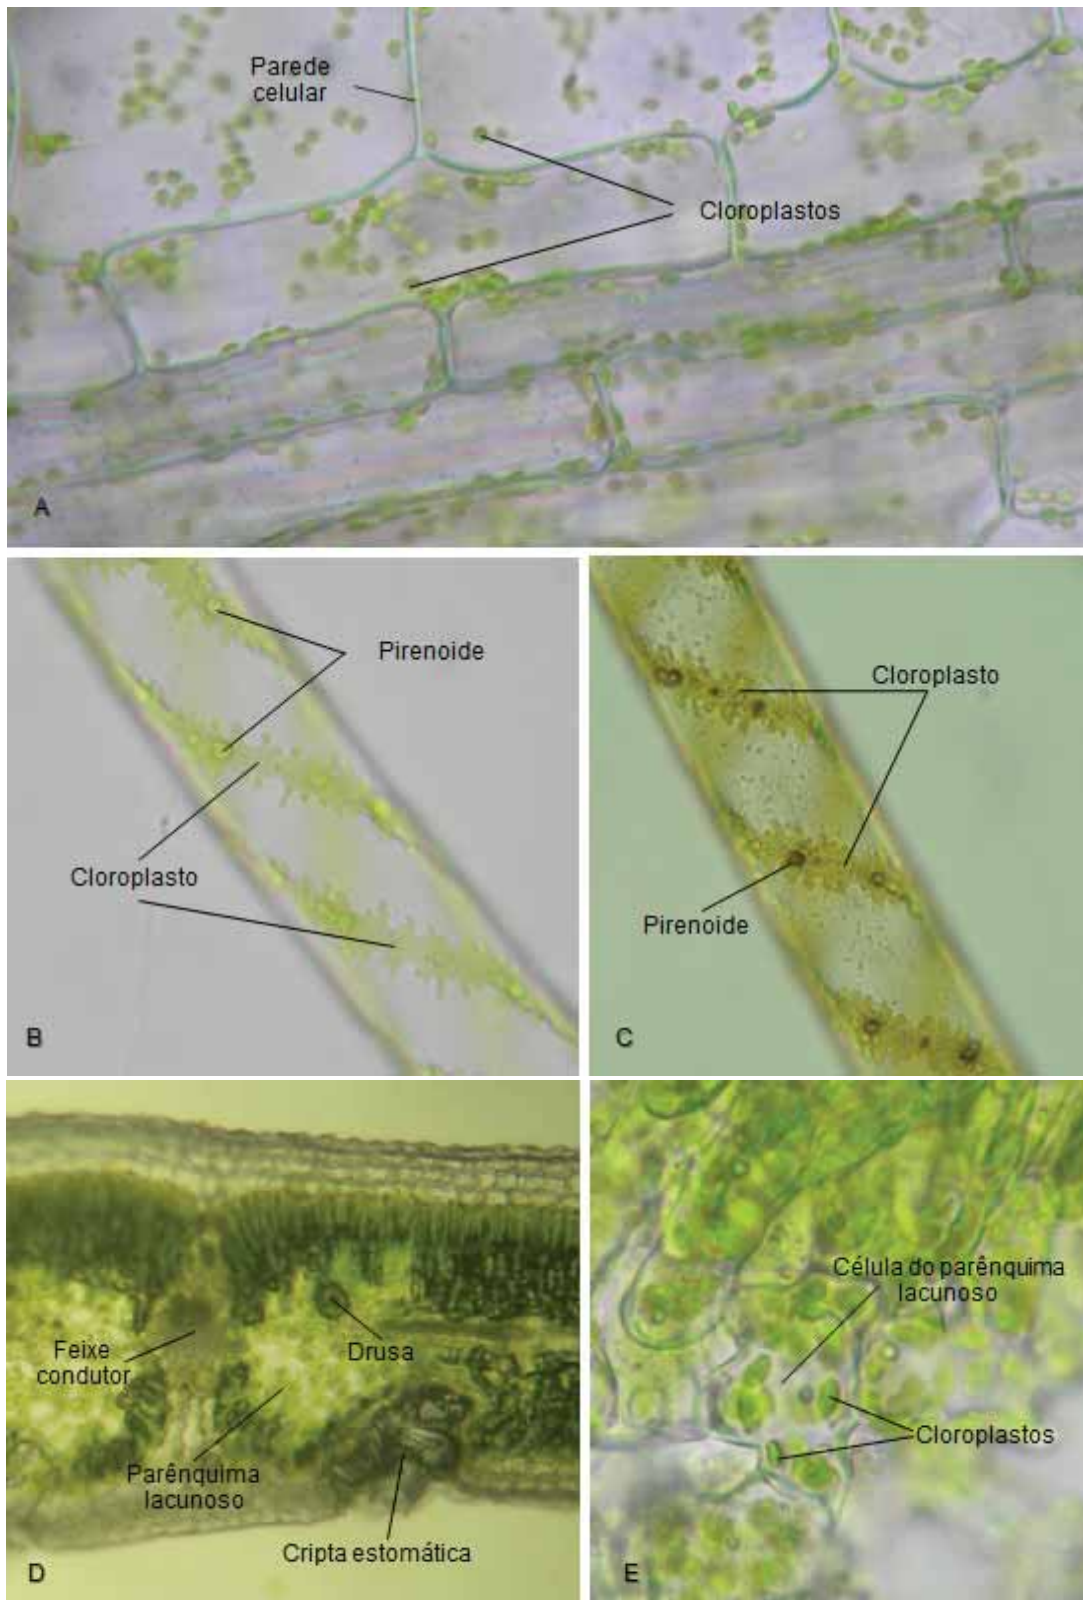 Parede
celular
Cloroplastos
A
Pirenoide
Cloroplasto
B
Cloroplasto
Pirenoide
C
Feixe
condutor
Drusa
Parênquima
lacunoso
Cripta estomática
D
Célula do parênquima
lacunoso
Cloroplastos
E